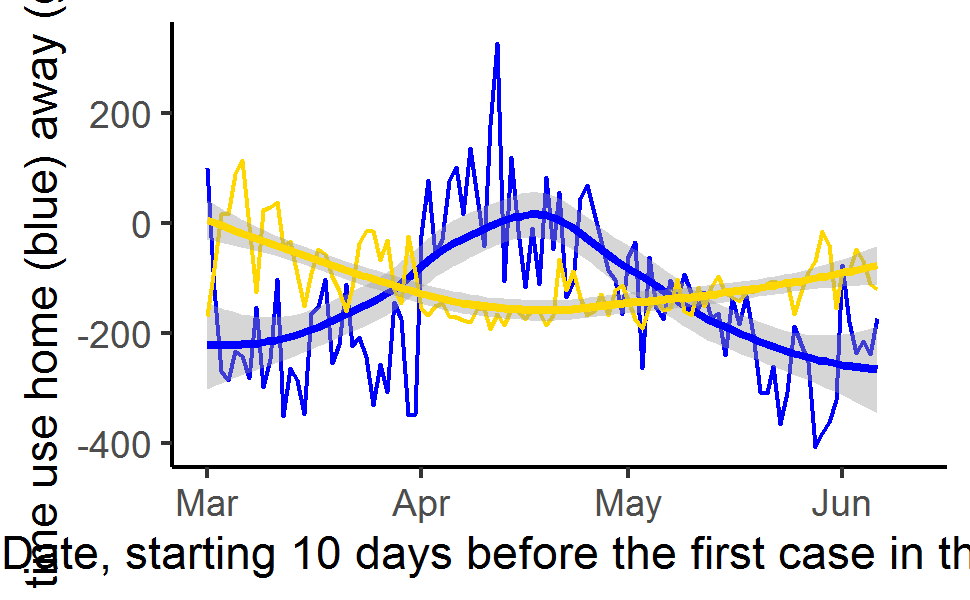 time use home (blue) away (
200
0
-200
-400
Mar Apr May Jun
Date, starting 10 days before the first case in th